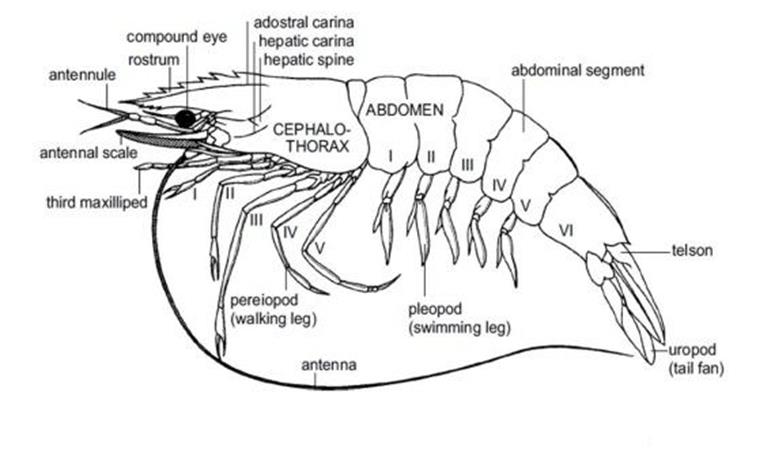 adostral carina
compound eye
hepatic carina
rostrum
hepatic spine
antennule
abdominal segment
ABDOMEN
CEPHALO-
THORAX
antennal scale
I
II
III
IV
V
VI
third maxilliped
I
II
III
IV
V
telson
pereiopod
(walking leg)
pleopod
(swimming leg)
uropod
(tail fan)
antenna